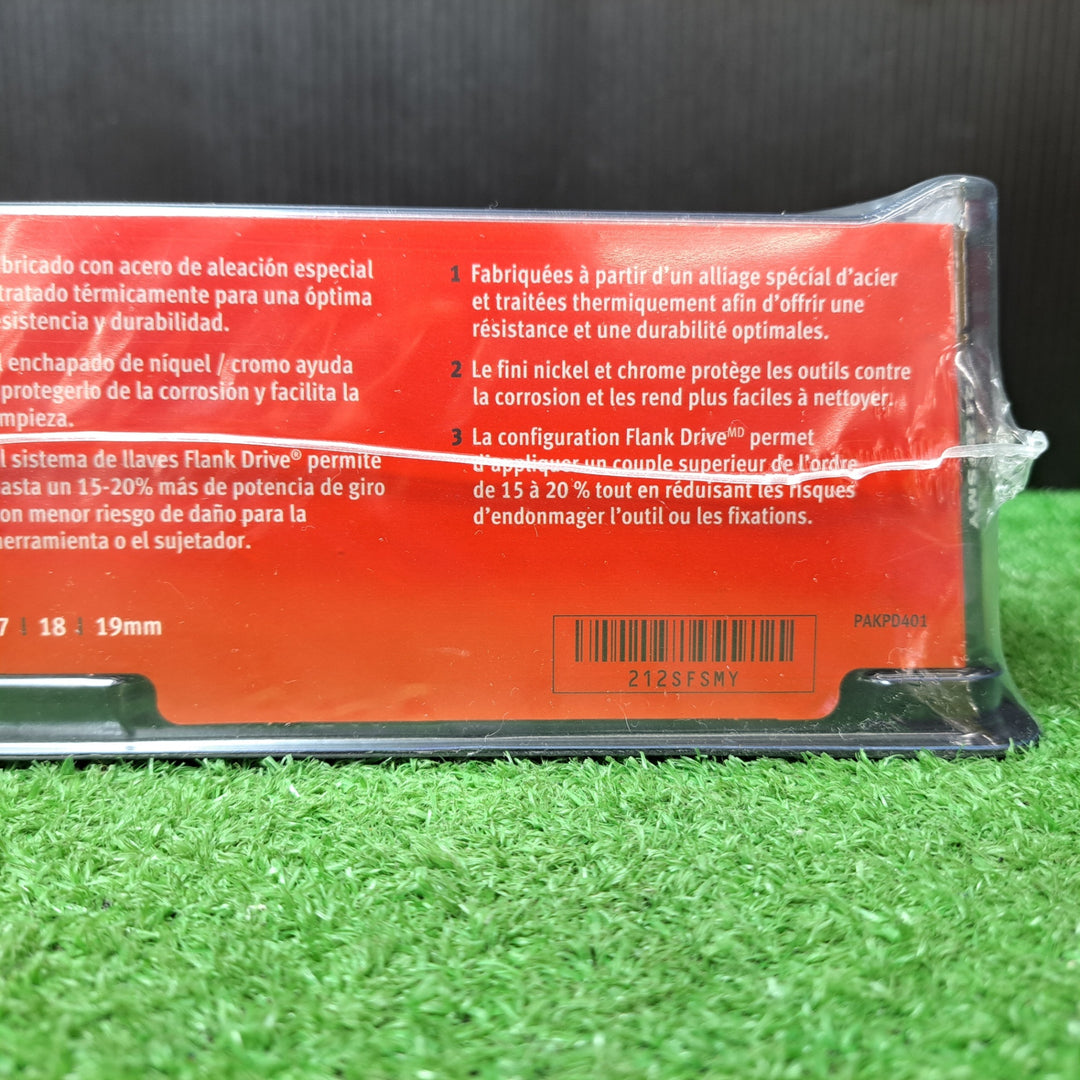 bricado con acero de aleación especial
tratado térmicamente para una óptima
sistencia y durabilidad.
enchapado de níquel / cromo ayuda
protegerlo de la corrosión y facilita la
mpieza.
l sistema de llaves Flank Drive® permite
asta un 15-20% más de potencia de giro
on menor riesgo de daño para la
erramienta o el sujetador.
7 | 18 | 19mm
1 Fabriquées à partir d'un alliage spécial d'acier
et traitées thermiquement afin d'offrir une
résistance et une durabilité optimales.
2 Le fini nickel et chrome protège les outils contre
la corrosion et les rend plus faciles à nettoyer.
3 La configuration Flank Drive^MD permet
d'appliquer un couple superieur de l'ordre
de 15 à 20 % tout en réduisant les risques
d'endonmager l'outil ou les fixations.
212SFSMY
PAKPD401